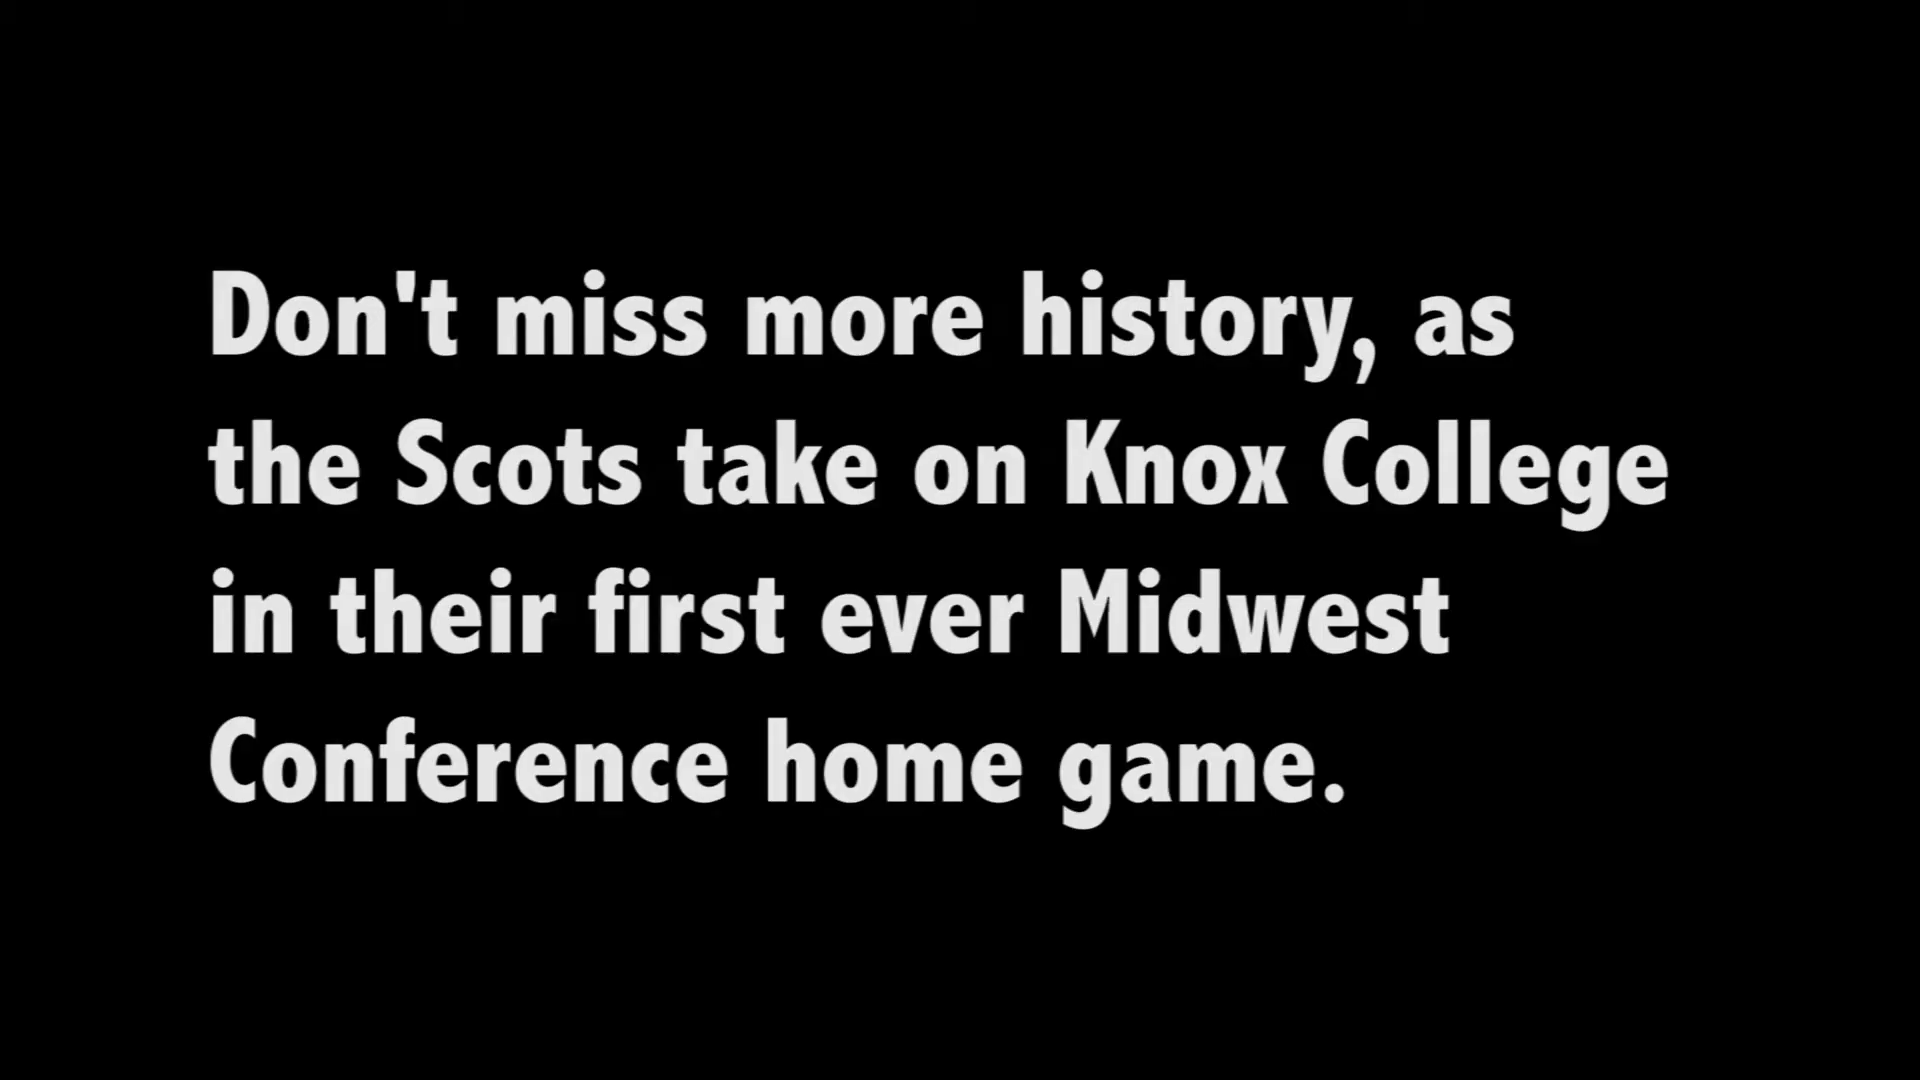 Don't miss more history, as
the Scots take on Knox College
in their first ever Midwest
Conference home game.